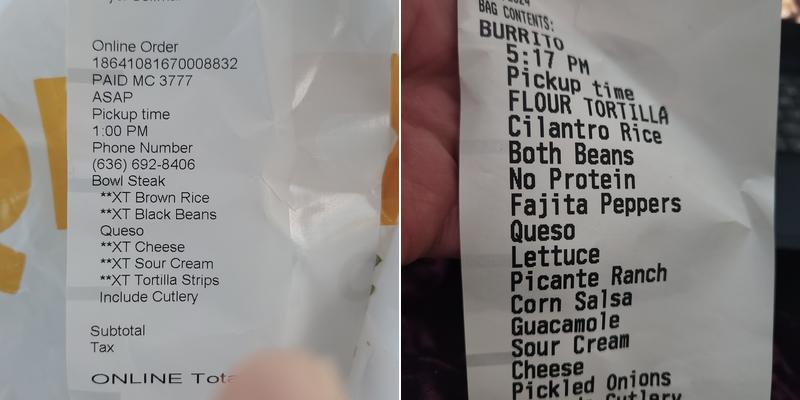 Online Order
18641081670008832
PAID MC 3777
ASAP
Pickup time
1:00 PM
Phone Number
(636) 692-8406
Bowl Steak
**XT Brown Rice
**XT Black Beans
Queso
**XT Cheese
**XT Sour Cream
**XT Tortilla Strips
Include Cutlery
Subtotal
Tax
ONLINE
BAG CONTENTS:
BURRITO
5:17 PM
Pickup time
FLOUR TORTILLA
Cilantro Rice
Both Beans
No Protein
Fajita Peppers
Queso
Lettuce
Picante Ranch
Corn Salsa
Guacamole
Sour Cream
Cheese
Pickled Onions
Cutlery